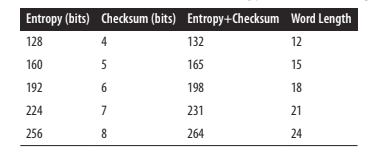 Entropy (bits) Checksum (bits) Entropy+Checksum Word Length
128 4 132 12
160 5 165 15
192 6 198 18
224 7 231 21
256 8 264 24